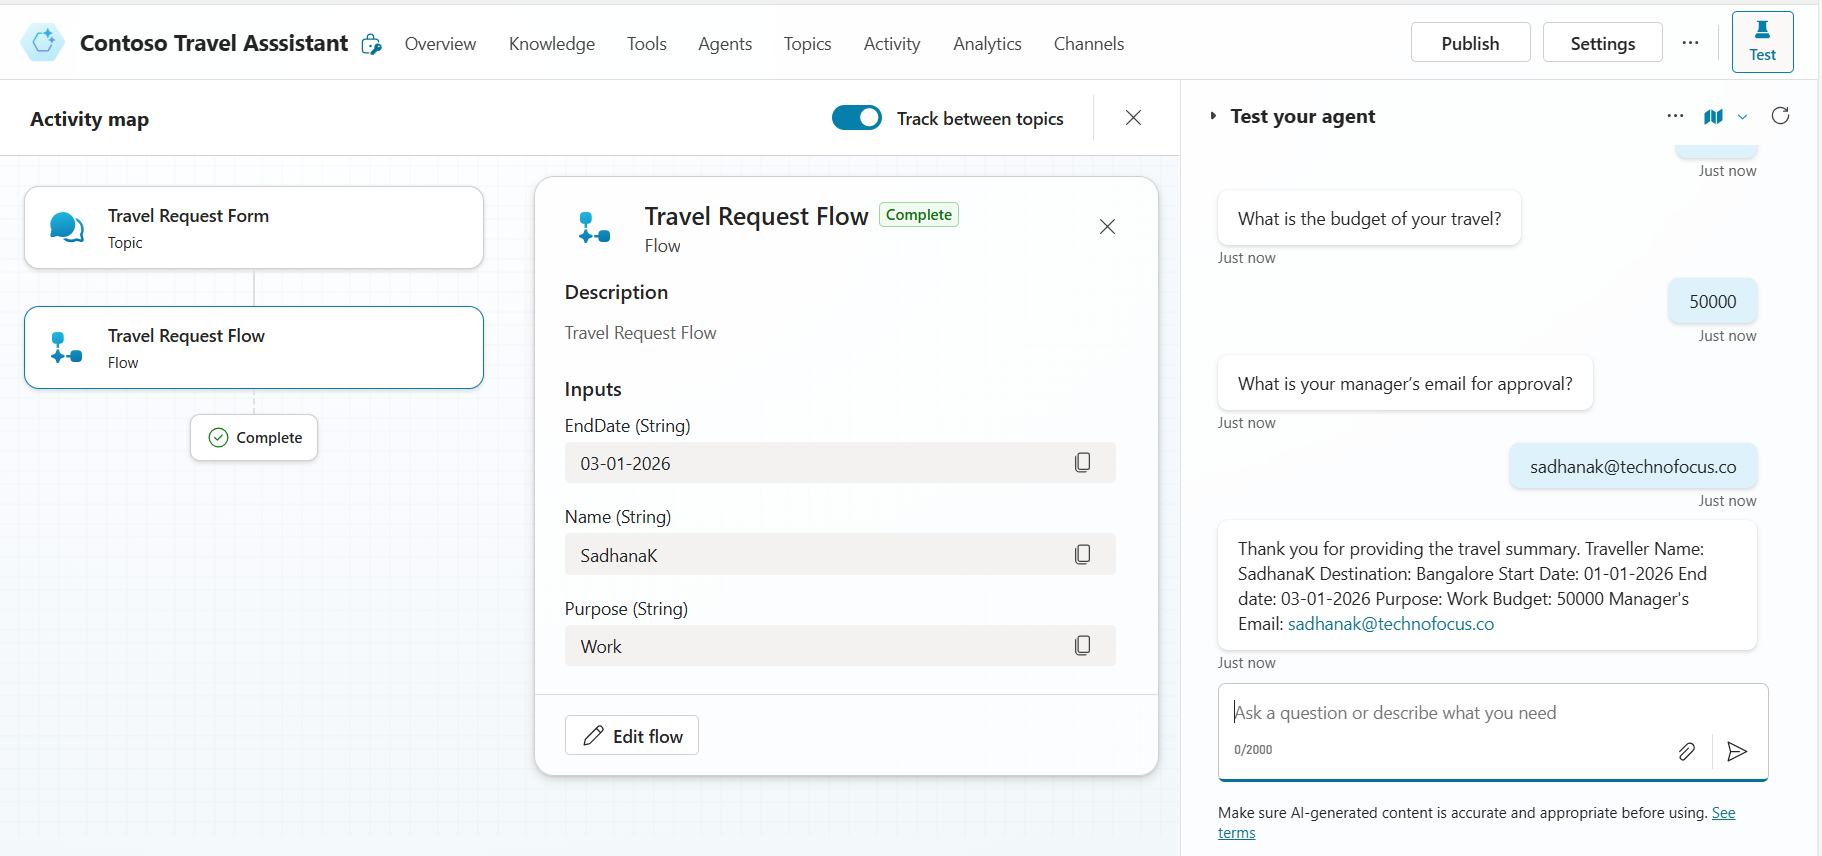 Contoso Travel Asssistant
Overview
Knowledge
Tools
Agents
Topics
Activity
Analytics
Channels
Publish
Settings
Test
Activity map
Track between topics
Travel Request Form
Topic
Travel Request Flow
Flow
Complete
Travel Request Flow
Complete
Flow
Description
Travel Request Flow
Inputs
EndDate (String)
03-01-2026
Name (String)
SadhanaK
Purpose (String)
Work
Edit flow
Test your agent
Just now
What is the budget of your travel?
Just now
50000
Just now
What is your manager’s email for approval?
Just now
sadhanak@technofocus.co
Just now
Thank you for providing the travel summary. Traveller Name:
SadhanaK Destination: Bangalore Start Date: 01-01-2026 End
date: 03-01-2026 Purpose: Work Budget: 50000 Manager's
Email: sadhanak@technofocus.co
Just now
Ask a question or describe what you need
0/2000
Make sure AI-generated content is accurate and appropriate before using. See
terms